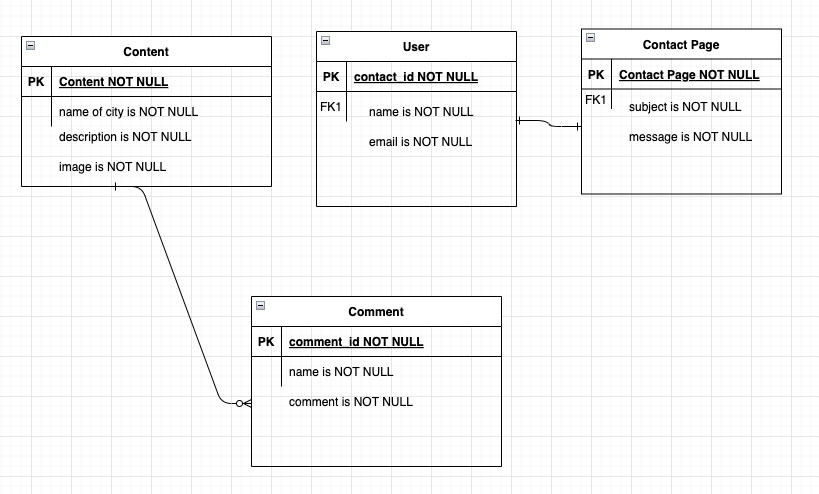 Content
PK Content NOT NULL
name of city is NOT NULL
description is NOT NULL
image is NOT NULL
User
PK contact_id NOT NULL
FK1 name is NOT NULL
email is NOT NULL
Contact Page
PK Contact Page NOT NULL
FK1 subject is NOT NULL
message is NOT NULL
Comment
PK comment_id NOT NULL
name is NOT NULL
comment is NOT NULL